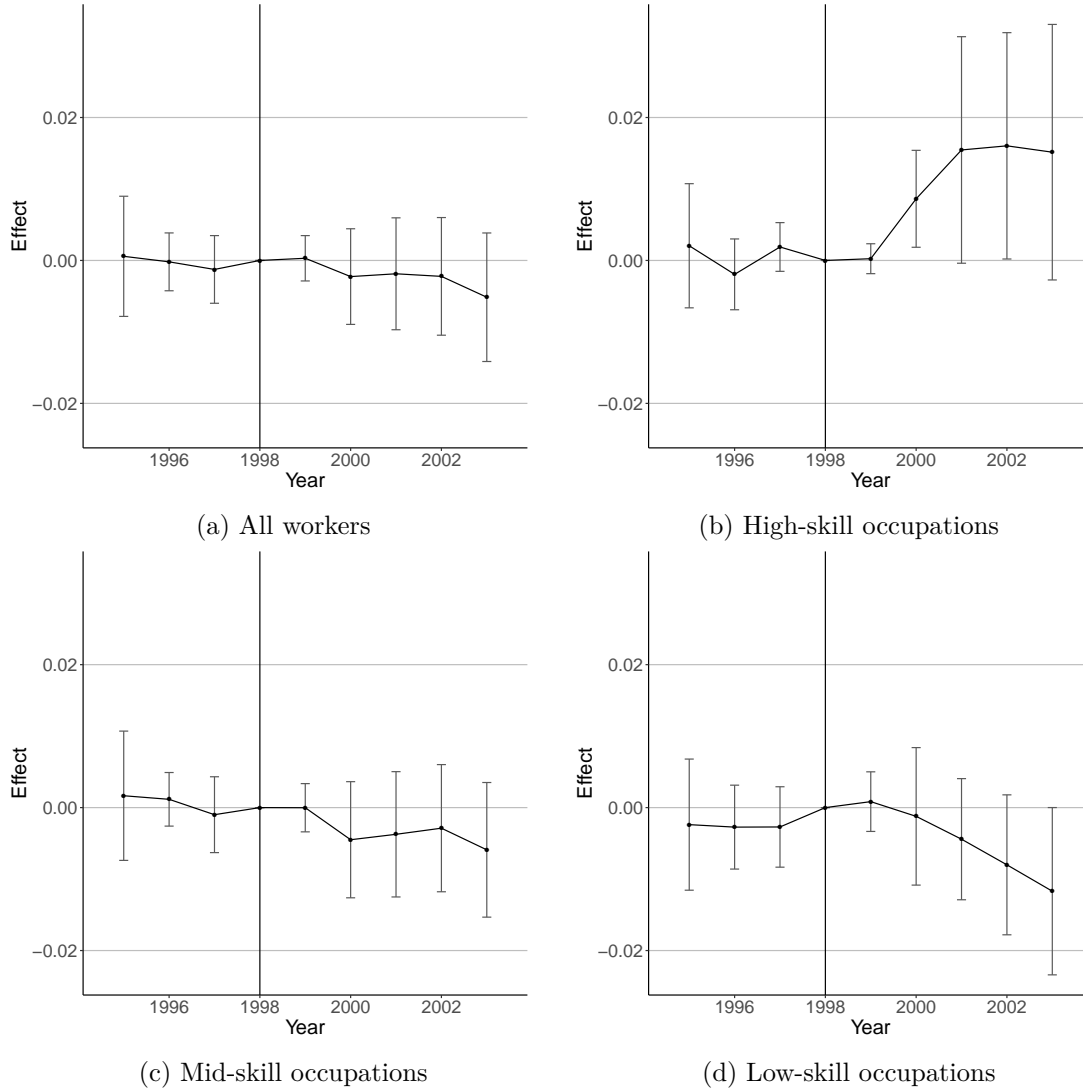 0.02
0.00
−0.02
Effect
1996 1998 2000 2002
Year
(a) All workers
0.02
0.00
−0.02
Effect
1996 1998 2000 2002
Year
(b) High-skill occupations
0.02
0.00
−0.02
Effect
1996 1998 2000 2002
Year
(c) Mid-skill occupations
0.02
0.00
−0.02
Effect
1996 1998 2000 2002
Year
(d) Low-skill occupations